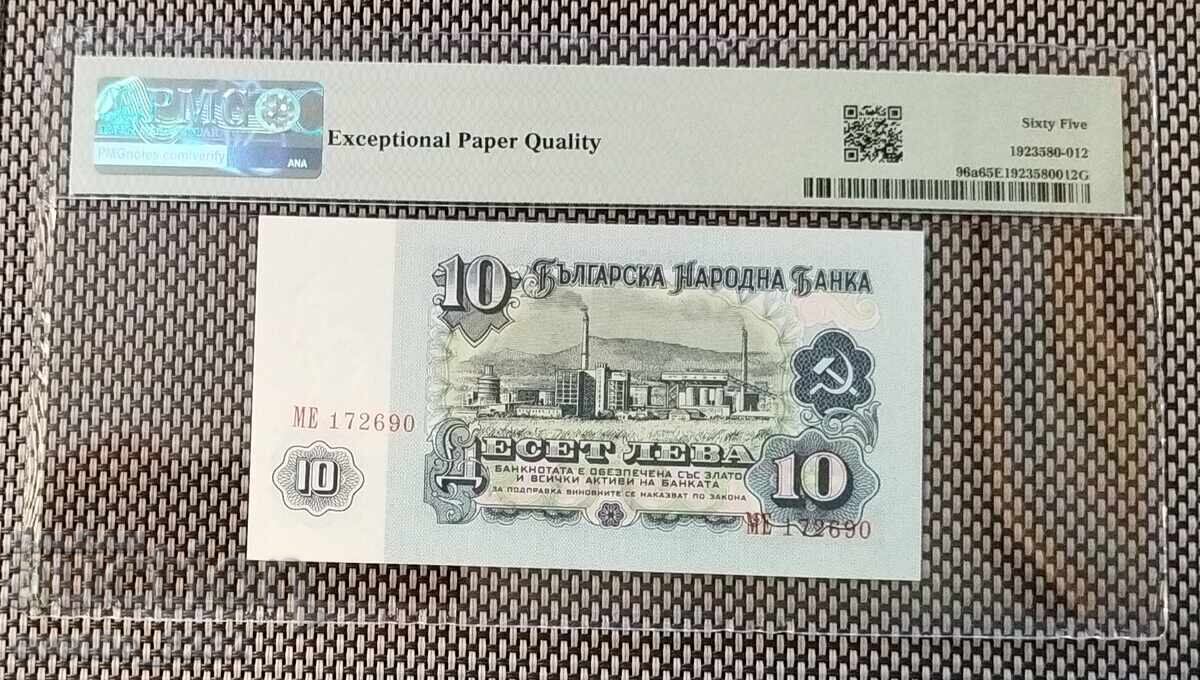 PMG
PMGnotes.com/verify
ANA
Exceptional Paper Quality
Sixty Five
1923580-012
96a65E1923580012G
10 БЪЛГАРСКА НАРОДНА БАНКА
МЕ 172690
ДЕСЕТ ЛЕВА
БАНКНОТАТА Е ОБЕЗПЕЧЕНА СЪС ЗЛАТО
И ВСИЧКИ АКТИВИ НА БАНКАТА
ЗА ПОДПРАВКА ВИНОВНИТЕ СЕ НАКАЗВАТ ПО ЗАКОНА
10
10
МЕ 172690